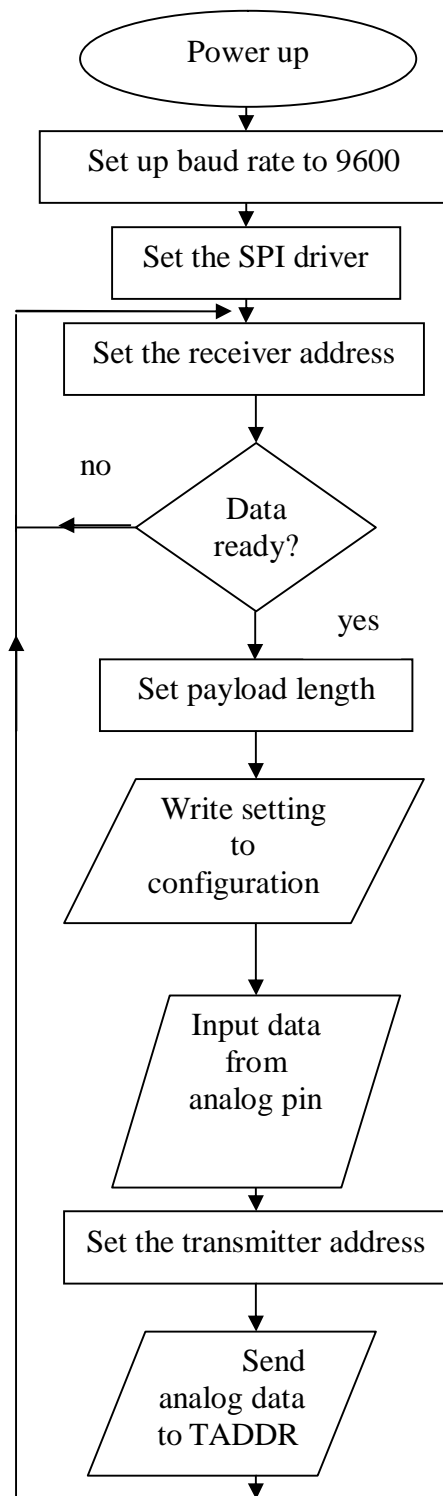 Power up
Set up baud rate to 9600
Set the SPI driver
Set the receiver address
no
Data
ready?
yes
Set payload length
Write setting
to
configuration
Input data
from
analog pin
Set the transmitter address
Send
analog data
to TADDR